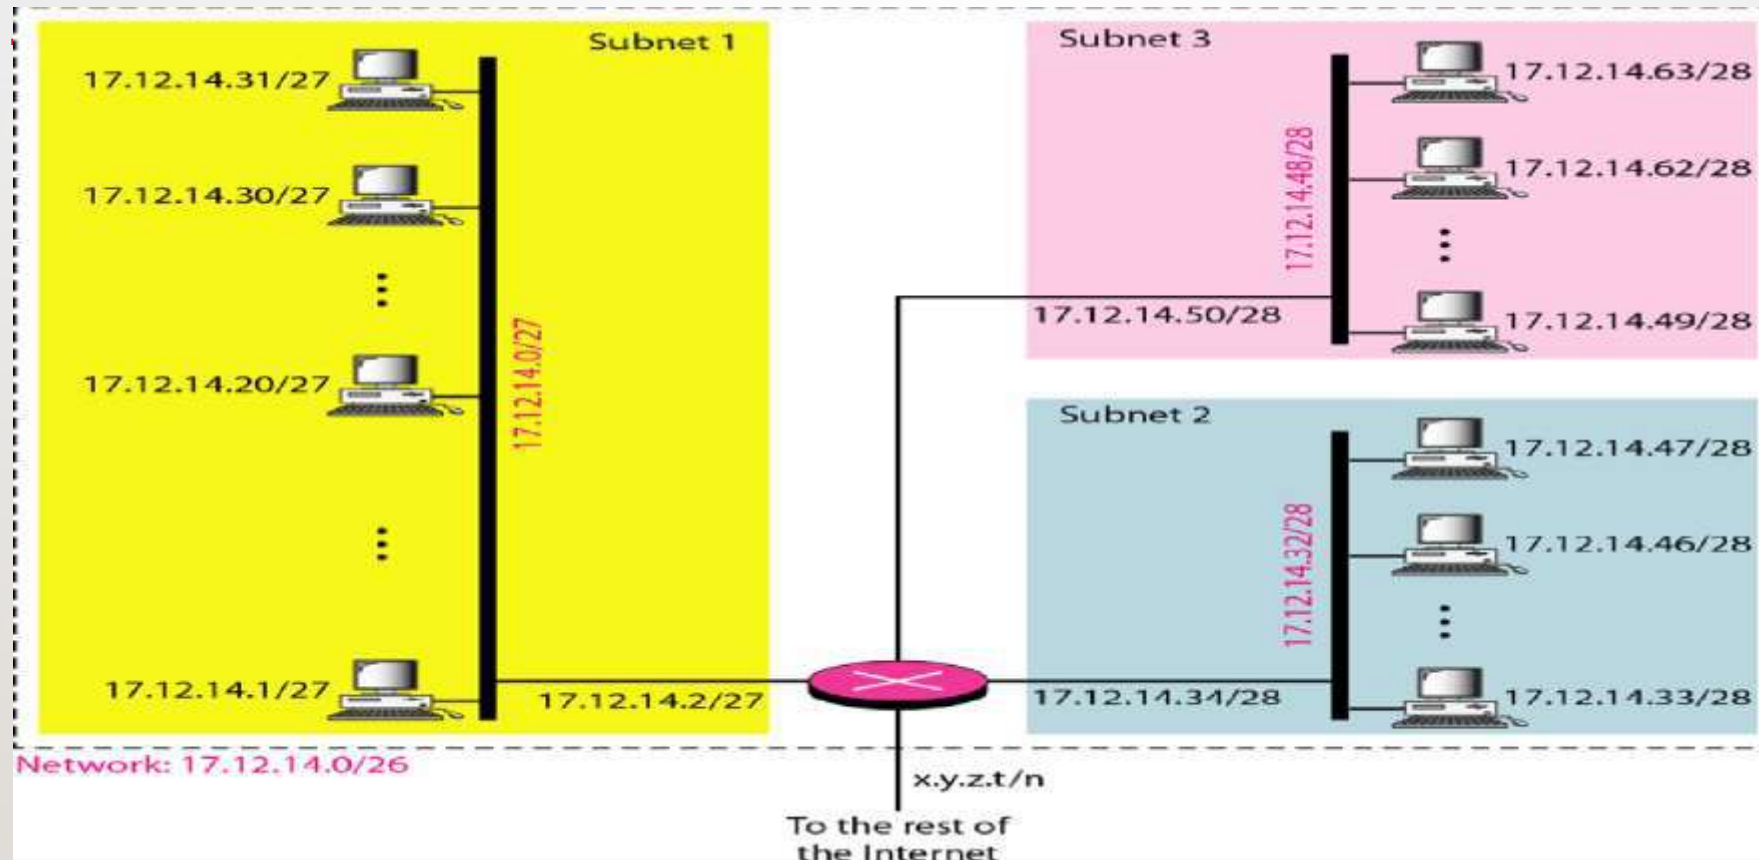 Subnet 1
17.12.14.31/27
17.12.14.30/27
17.12.14.20/27
17.12.14.1/27
17.12.14.0/27
17.12.14.2/27
Subnet 3
17.12.14.63/28
17.12.14.62/28
17.12.14.49/28
17.12.14.48/28
17.12.14.50/28
Subnet 2
17.12.14.47/28
17.12.14.46/28
17.12.14.33/28
17.12.14.32/28
17.12.14.34/28
Network: 17.12.14.0/26
x.y.z.t/n
To the rest of
the Internet